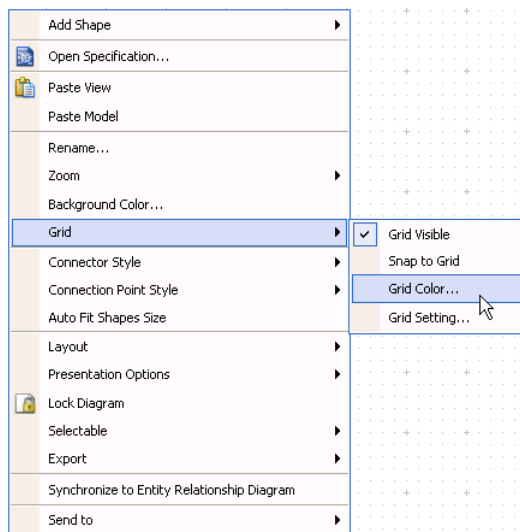 Add Shape
Open Specification...
Paste View
Paste Model
Rename...
Zoom
Background Color...
Grid
Grid Visible
Connector Style
Snap to Grid
Connection Point Style
Grid Color...
Auto Fit Shapes Size
Grid Setting...
Layout
Presentation Options
Lock Diagram
Selectable
Export
Synchronize to Entity Relationship Diagram
Send to